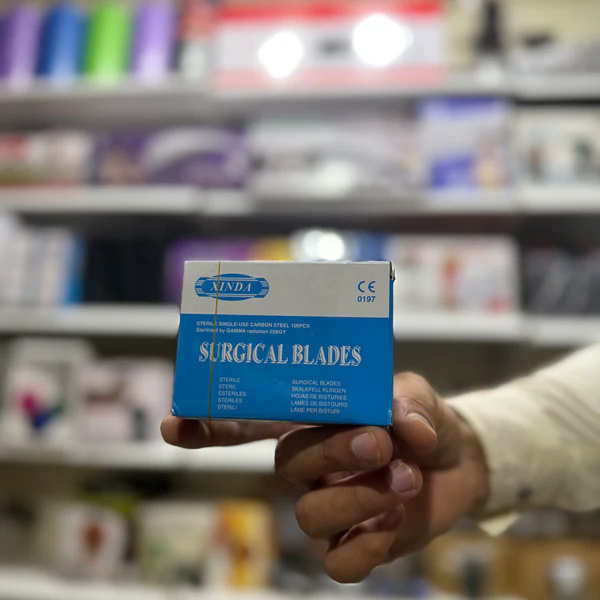 XINDA
CE
0197
STERILE SINGLE-USE CARBON STEEL 100PCS
Sterilized by GAMMA radiation 25KGY
SURGICAL BLADES
STERILE
STERIL
ESTERILES
STERILES
STERILI
SURGICAL BLADES
SKALPELL KLINGEN
HOJAS DE BISTURIES
LAMES DE BISTOURIS
LAME PER BISTURI